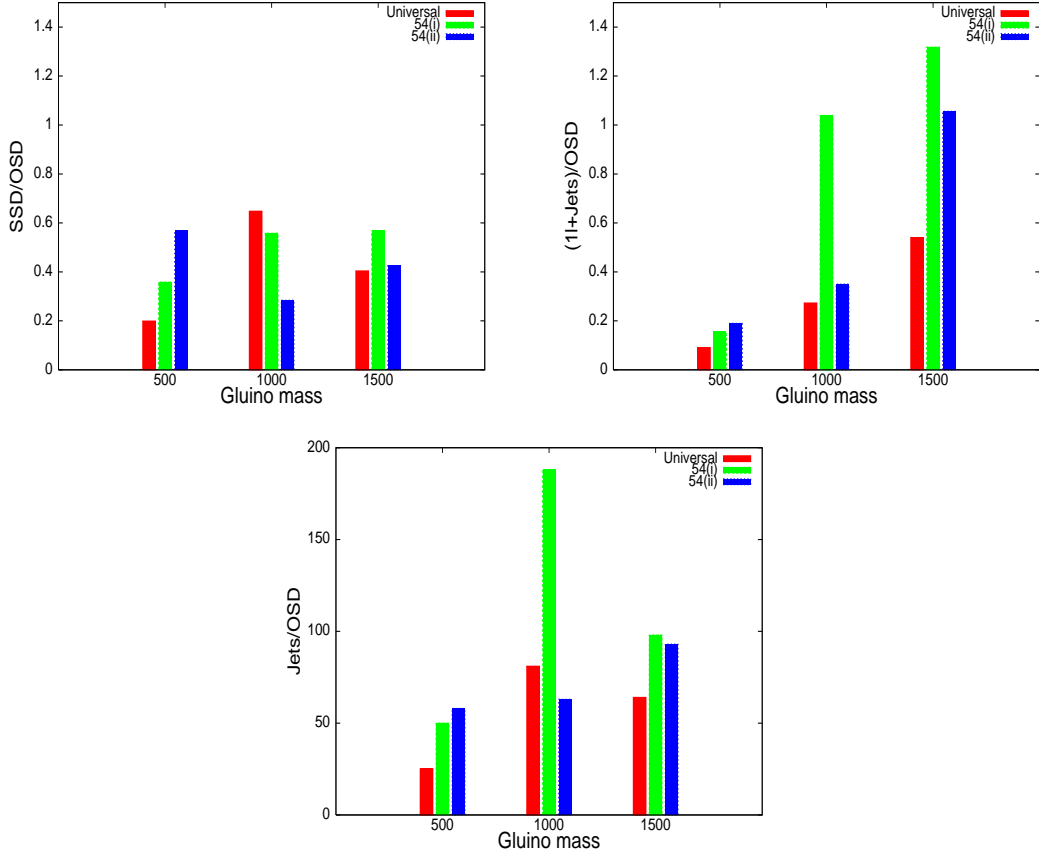 Universal
54(i)
54(ii)
1.4
1.2
1
0.8
0.6
0.4
0.2
0
SSD/OSD
500
1000
1500
Gluino mass
Universal
54(i)
54(ii)
1.4
1.2
1
0.8
0.6
0.4
0.2
0
(1l+Jets)/OSD
500
1000
1500
Gluino mass
Universal
54(i)
54(ii)
200
150
100
50
0
Jets/OSD
500
1000
1500
Gluino mass